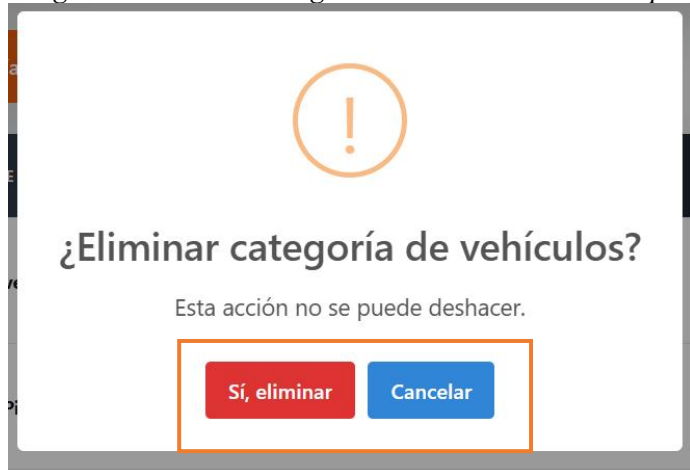 ¿Eliminar categoría de vehículos?
Esta acción no se puede deshacer.
Sí, eliminar
Cancelar